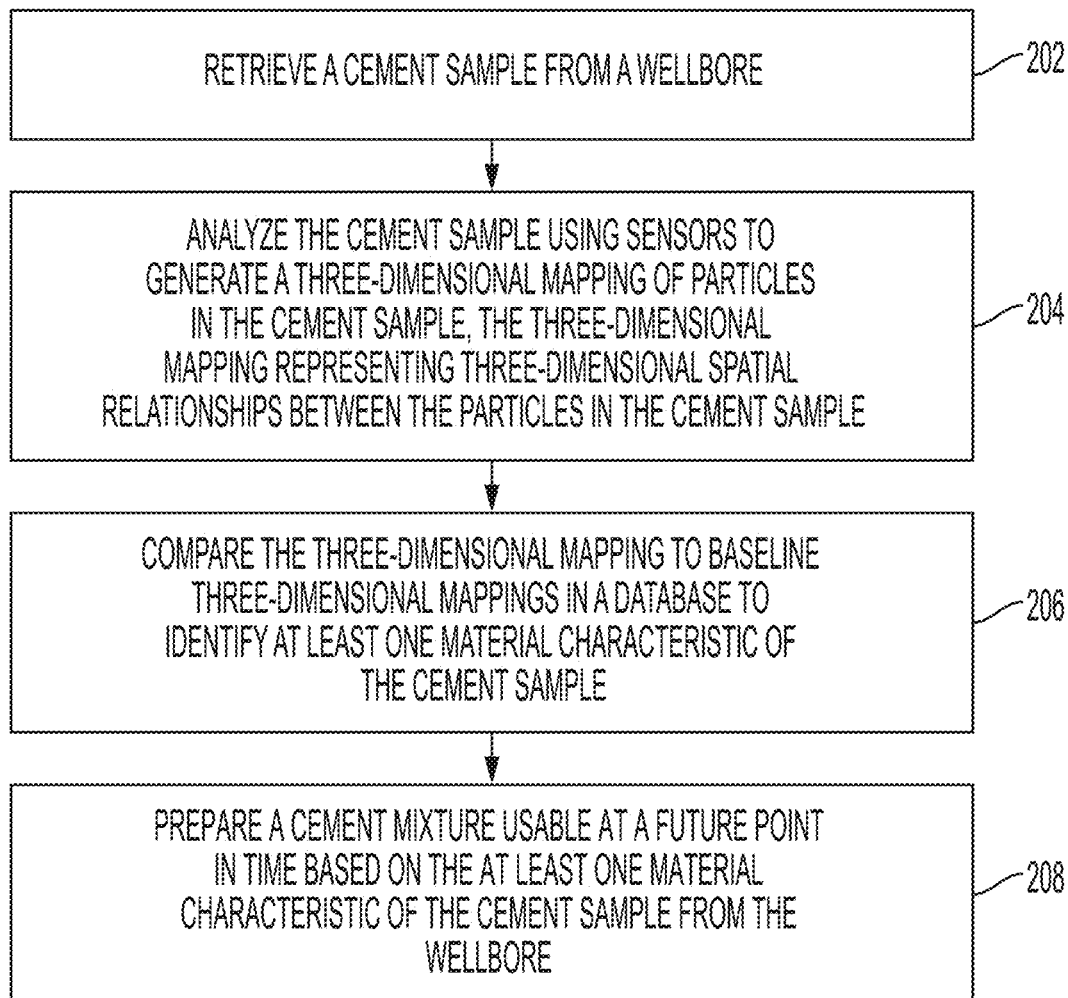 RETRIEVE A CEMENT SAMPLE FROM A WELLBORE
202
ANALYZE THE CEMENT SAMPLE USING SENSORS TO
GENERATE A THREE-DIMENSIONAL MAPPING OF PARTICLES
IN THE CEMENT SAMPLE, THE THREE-DIMENSIONAL
MAPPING REPRESENTING THREE-DIMENSIONAL SPATIAL
RELATIONSHIPS BETWEEN THE PARTICLES IN THE CEMENT SAMPLE
204
COMPARE THE THREE-DIMENSIONAL MAPPING TO BASELINE
THREE-DIMENSIONAL MAPPINGS IN A DATABASE TO
IDENTIFY AT LEAST ONE MATERIAL CHARACTERISTIC OF
THE CEMENT SAMPLE
206
PREPARE A CEMENT MIXTURE USABLE AT A FUTURE POINT
IN TIME BASED ON THE AT LEAST ONE MATERIAL
CHARACTERISTIC OF THE CEMENT SAMPLE FROM THE
WELLBORE
208